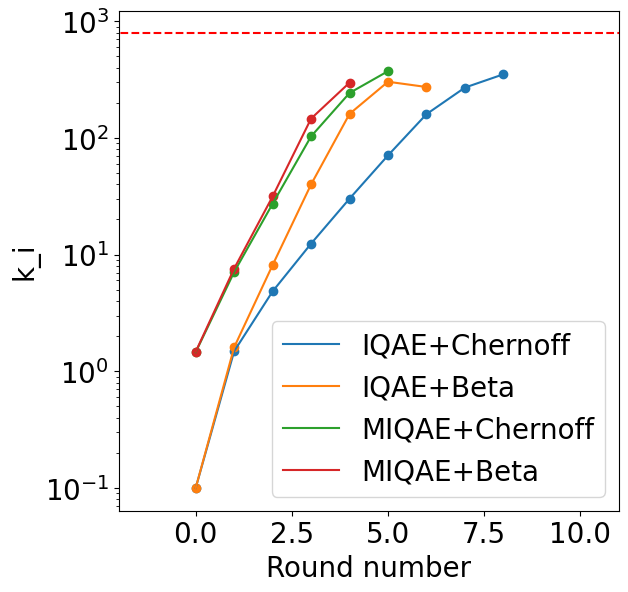 10³
10²
10¹
10⁰
10⁻¹
k_i
IQAE+Chernoff
IQAE+Beta
MIQAE+Chernoff
MIQAE+Beta
0.0 2.5 5.0 7.5 10.0
Round number